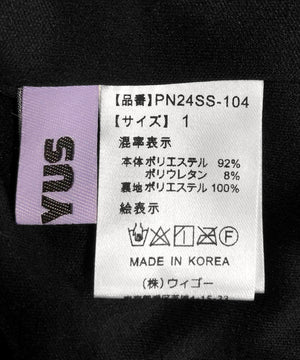 YUS
【品番】PN24SS-104
【サイズ】1
混率表示
本体ポリエステル 92%
ポリウレタン 8%
裏地ポリエステル 100%
絵表示
MADE IN KOREA
(株)ウィゴー